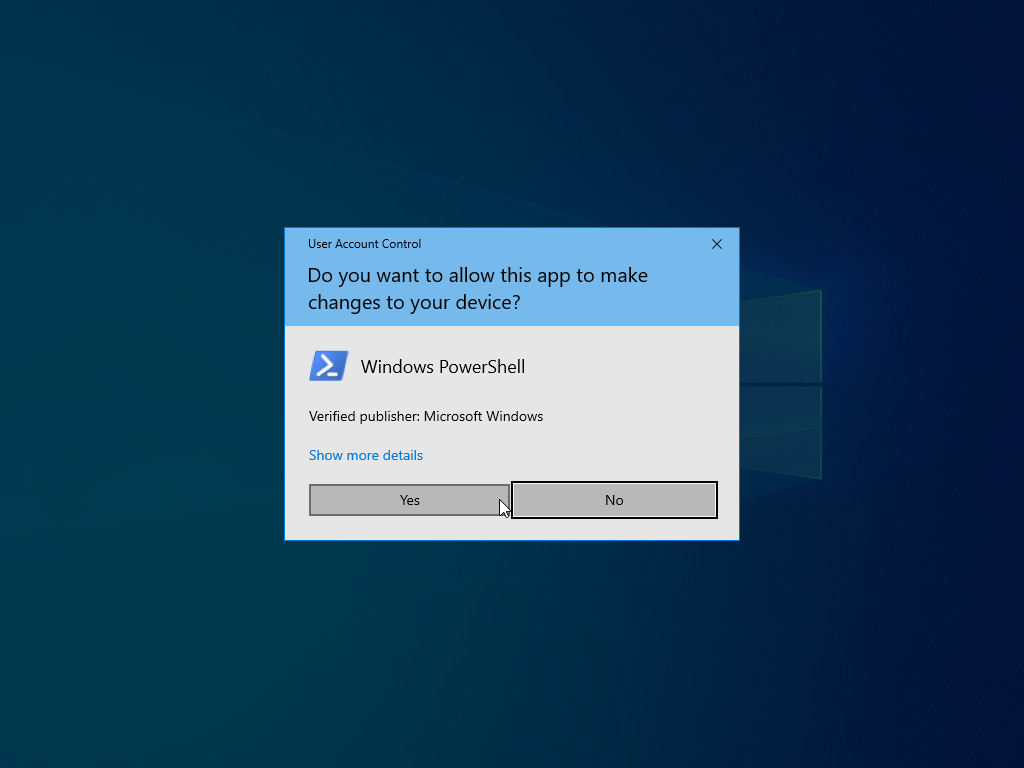 User Account Control
Do you want to allow this app to make
changes to your device?
Windows PowerShell
Verified publisher: Microsoft Windows
Show more details
Yes
No